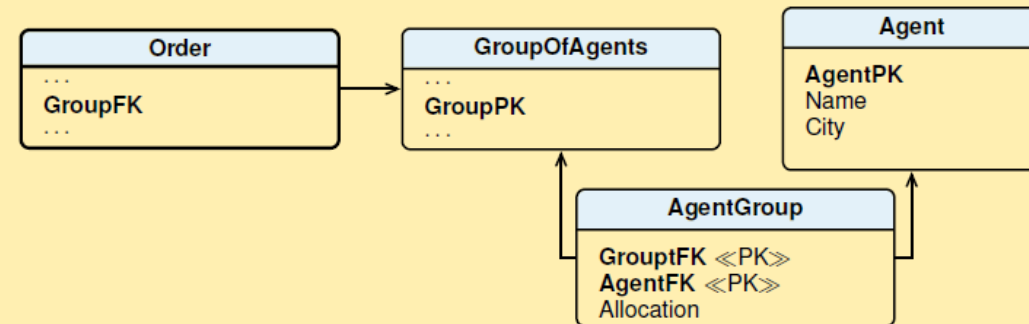 Order
. . .
GroupFK
. . .
GroupOfAgents
. . .
GroupPK
. . .
Agent
AgentPK
Name
City
AgentGroup
GrouptFK ≪PK≫
AgentFK ≪PK≫
Allocation